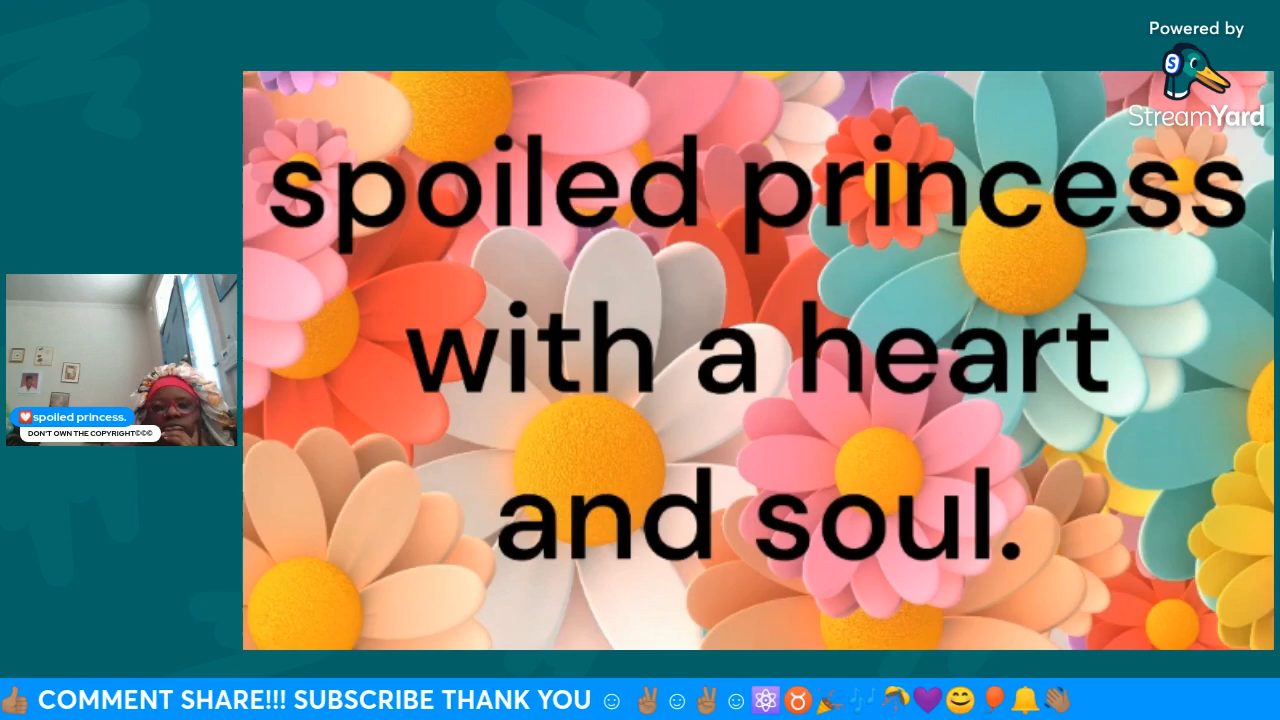 Powered by
StreamYard
spoiled princess
with a heart
and soul.
❤️spoiled princess.
DON'T OWN THE COPYRIGHT©©©
👍🏽 COMMENT SHARE!!! SUBSCRIBE THANK YOU ☺ ✌🏽☺ ✌🏽☺⚛️♉🎉🎶🪂💜😊🎈🔔👋🏽